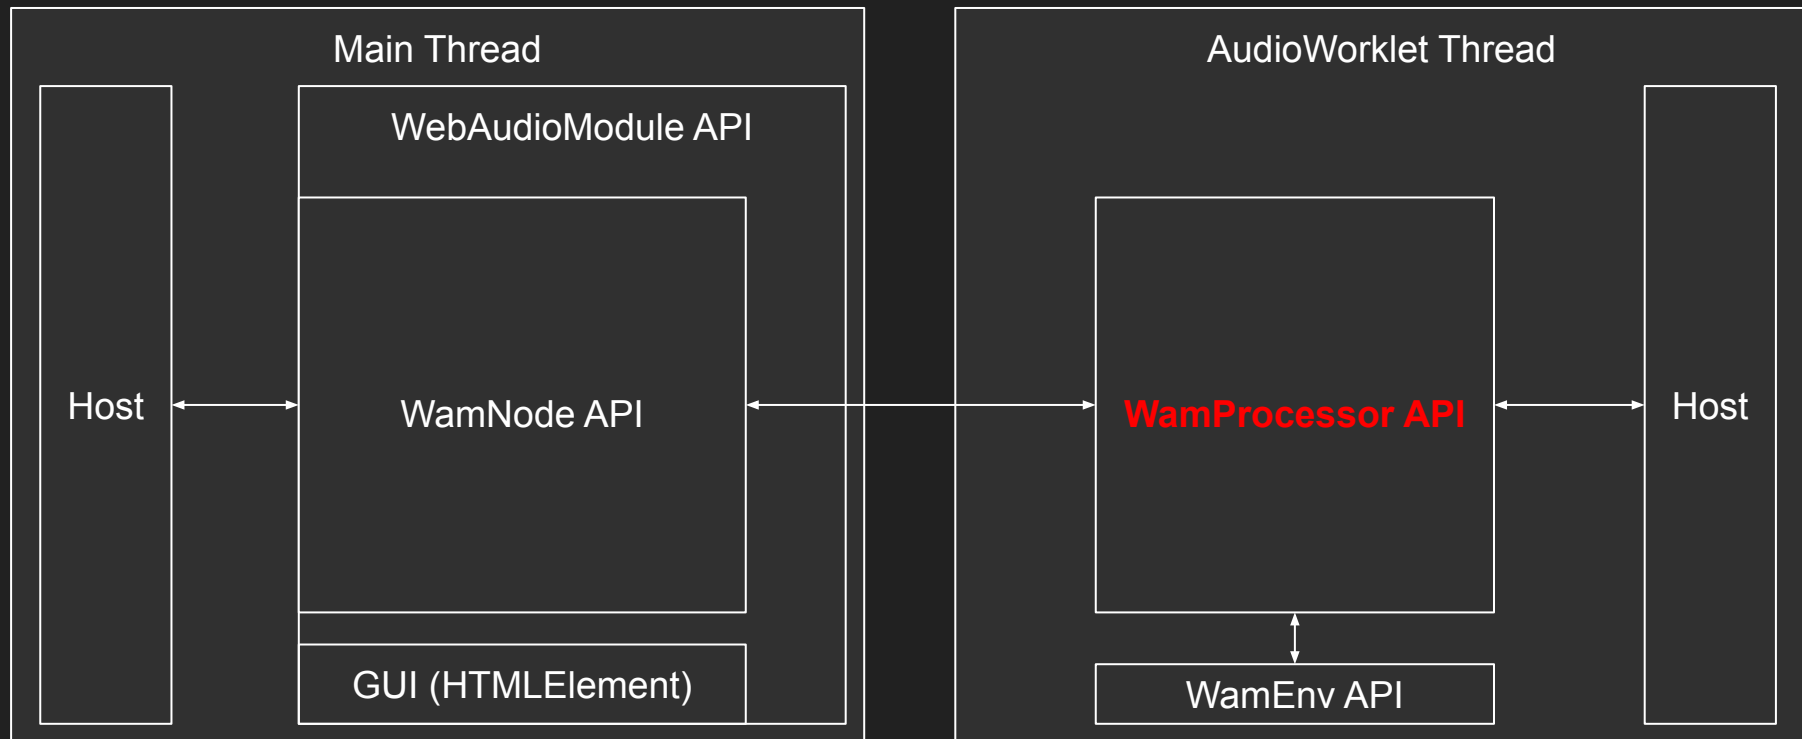 Main Thread
Host
WebAudioModule API
WamNode API
GUI (HTMLElement)
AudioWorklet Thread
WamProcessor API
WamEnv API
Host